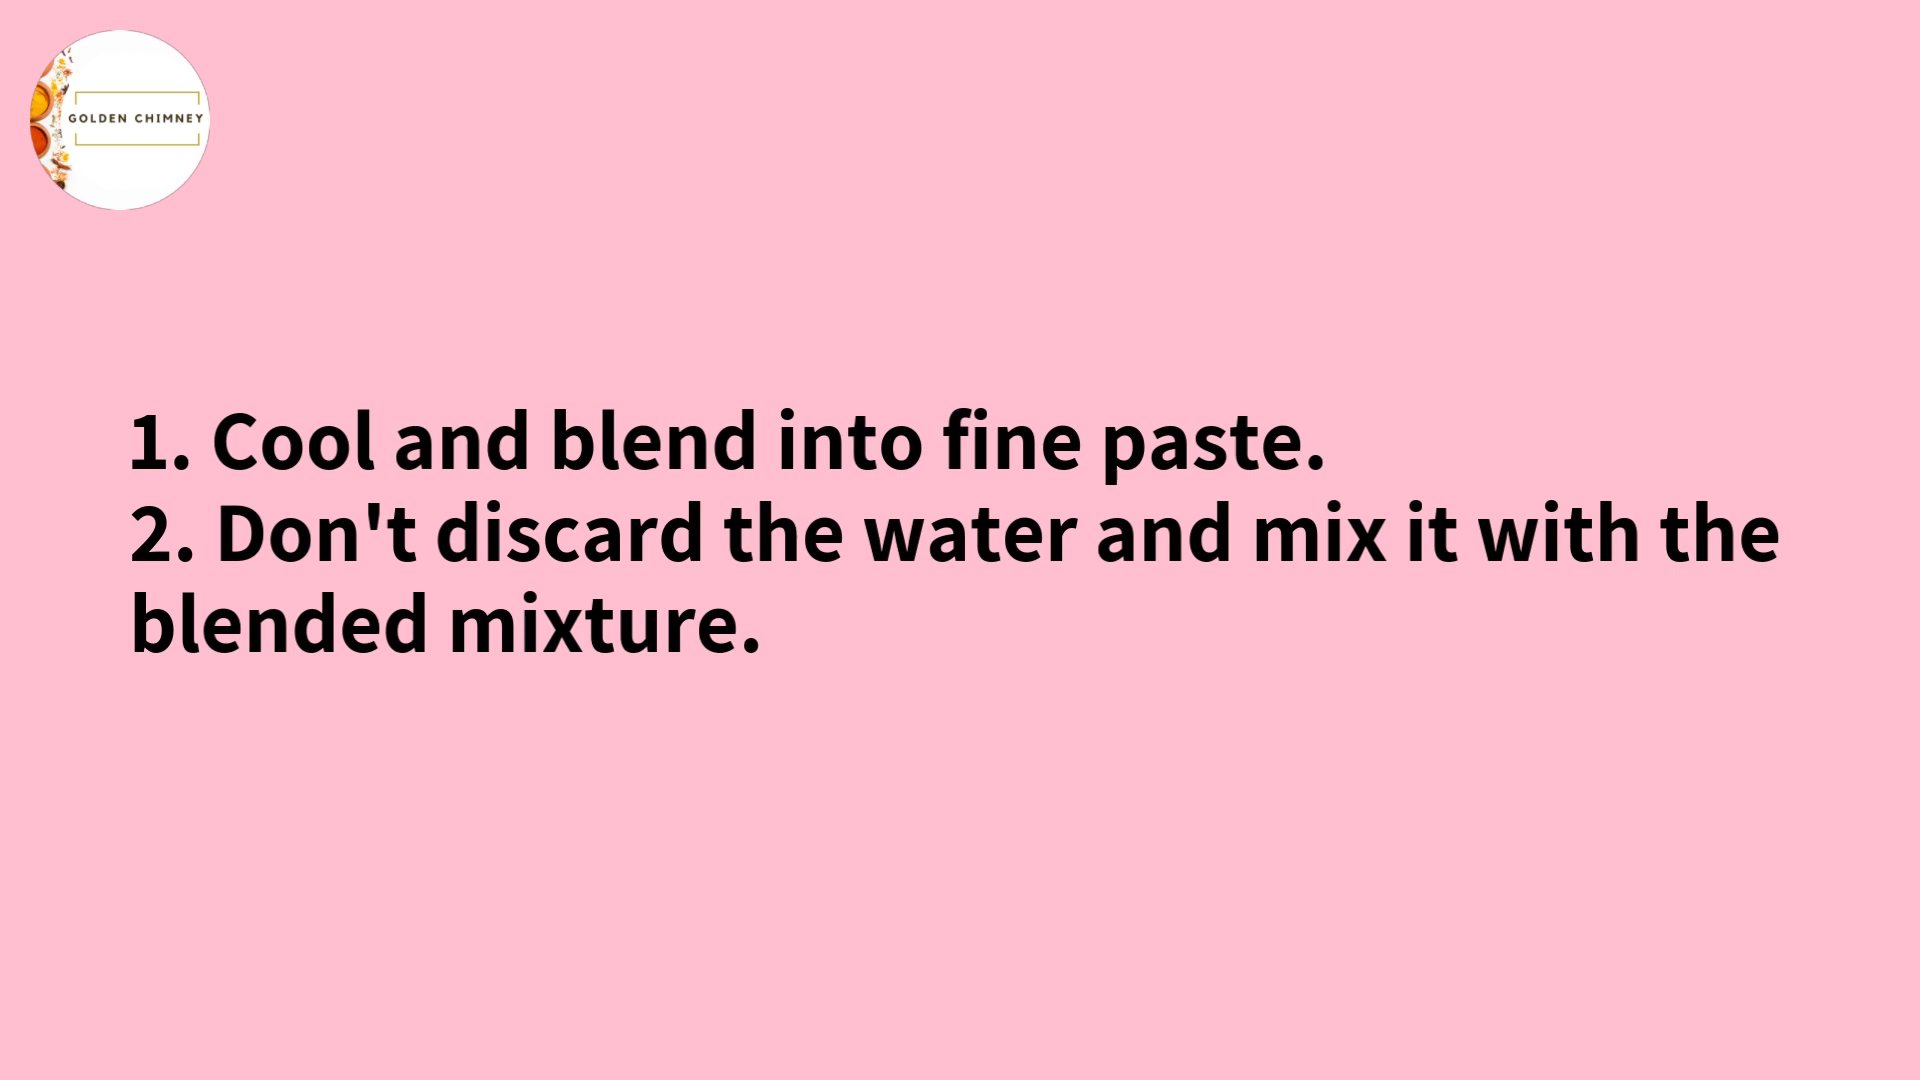 GOLDEN CHIMNEY
1. Cool and blend into fine paste.
2. Don't discard the water and mix it with the
blended mixture.